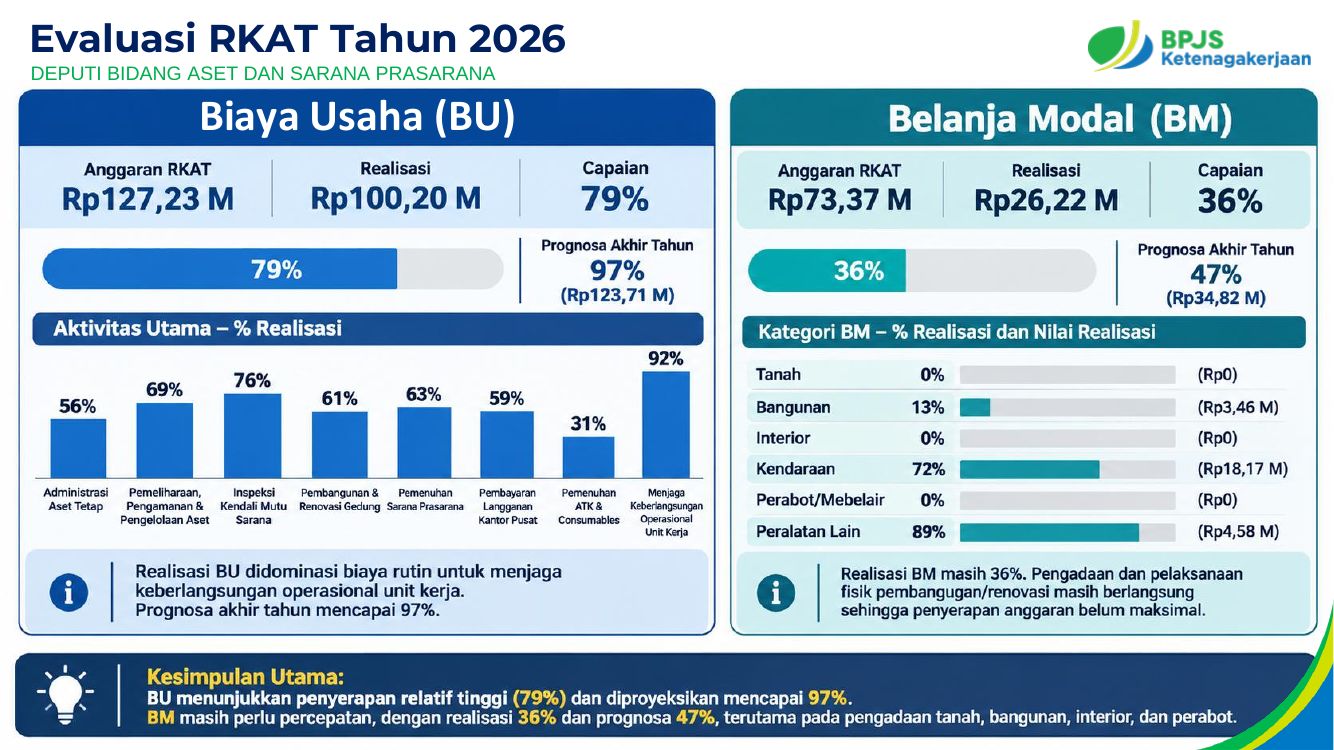 Evaluasi RKAT Tahun 2026
DEPUTI BIDANG ASET DAN SARANA PRASARANA
BPJS
Ketenagakerjaan
Biaya Usaha (BU)
Anggaran RKAT
Rp127,23 M
Realisasi
Rp100,20 M
Capaian
79%
79%
Prognosa Akhir Tahun
97%
(Rp123,71 M)
Aktivitas Utama – % Realisasi
56%
69%
76%
61%
63%
59%
31%
92%
Administrasi
Aset Tetap
Pemeliharaan,
Pengamanan &
Pengelolaan Aset
Inspeksi
Kendali Mutu
Sarana
Pembangunan &
Renovasi Gedung
Pemenuhan
Sarana Prasarana
Pembayaran
Langganan
Kantor Pusat
Pemenuhan
ATK &
Consumables
Menjaga
Keberlangsungan
Operasional
Unit Kerja
Realisasi BU didominasi biaya rutin untuk menjaga
keberlangsungan operasional unit kerja.
Prognosa akhir tahun mencapai 97%.
Belanja Modal (BM)
Anggaran RKAT
Rp73,37 M
Realisasi
Rp26,22 M
Capaian
36%
36%
Prognosa Akhir Tahun
47%
(Rp34,82 M)
Kategori BM – % Realisasi dan Nilai Realisasi
Tanah 0% (Rp0)
Bangunan 13% (Rp3,46 M)
Interior 0% (Rp0)
Kendaraan 72% (Rp18,17 M)
Perabot/Mebelair 0% (Rp0)
Peralatan Lain 89% (Rp4,58 M)
Realisasi BM masih 36%. Pengadaan dan pelaksanaan
fisik pembangugan/renovasi masih berlangsung
sehingga penyerapan anggaran belum maksimal.
Kesimpulan Utama:
BU menunjukkan penyerapan relatif tinggi (79%) dan diproyeksikan mencapai 97%.
BM masih perlu percepatan, dengan realisasi 36% dan prognosa 47%, terutama pada pengadaan tanah, bangunan, interior, dan perabot.